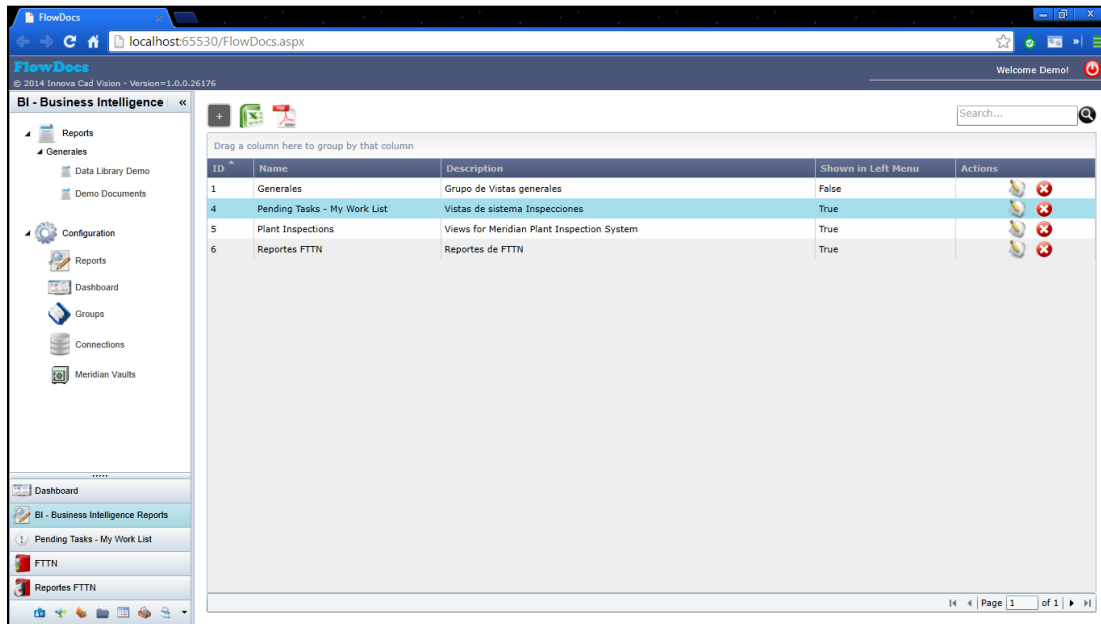 FlowDocs
localhost:65530/FlowDocs.aspx
FlowDocs
© 2014 Innova Cad Vision - Version=1.0.0.26176
Welcome Demo!
BI - Business Intelligence «
Reports
Generales
Data Library Demo
Demo Documents
Configuration
Reports
Dashboard
Groups
Connections
Meridian Vaults
Dashboard
BI - Business Intelligence Reports
Pending Tasks - My Work List
FTTN
Reportes FTTN
Search...
Drag a column here to group by that column
ID Name Description Shown in Left Menu Actions
1 Generales Grupo de Vistas generales False
4 Pending Tasks - My Work List Vistas de sistema Inspecciones True
5 Plant Inspections Views for Meridian Plant Inspection System True
6 Reportes FTTN Reportes de FTTN True
Page 1 of 1